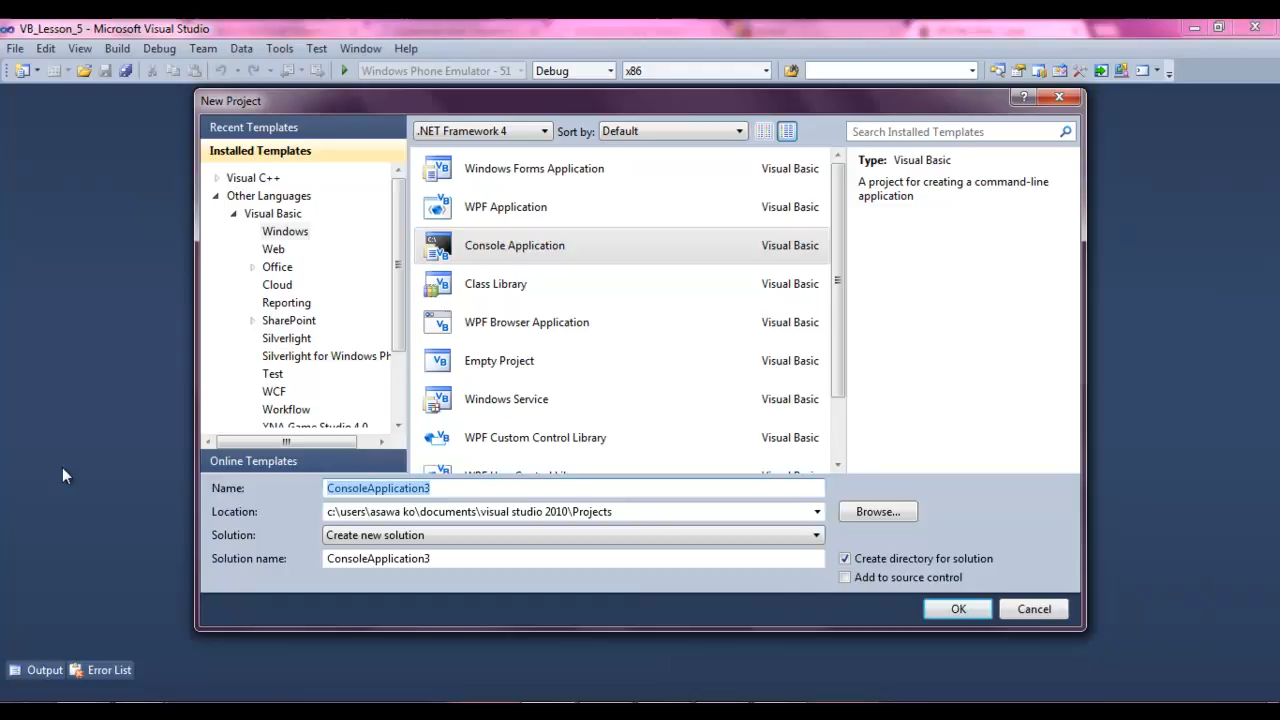 VB_Lesson_5 - Microsoft Visual Studio
File Edit View Build Debug Team Data Tools Test Window Help
Windows Phone Emulator - 51 Debug x86
New Project
Recent Templates
Installed Templates
Visual C++
Other Languages
Visual Basic
Windows
Web
Office
Cloud
Reporting
SharePoint
Silverlight
Silverlight for Windows Ph
Test
WCF
Workflow
XNA Game Studio 4.0
Online Templates
.NET Framework 4 Sort by: Default
Windows Forms Application Visual Basic
WPF Application Visual Basic
Console Application Visual Basic
Class Library Visual Basic
WPF Browser Application Visual Basic
Empty Project Visual Basic
Windows Service Visual Basic
WPF Custom Control Library Visual Basic
Search Installed Templates
Type: Visual Basic
A project for creating a command-line
application
Name: ConsoleApplication3
Location: c:\users\asawa ko\documents\visual studio 2010\Projects Browse...
Solution: Create new solution
Solution name: ConsoleApplication3
Create directory for solution
Add to source control
OK Cancel
Output Error List